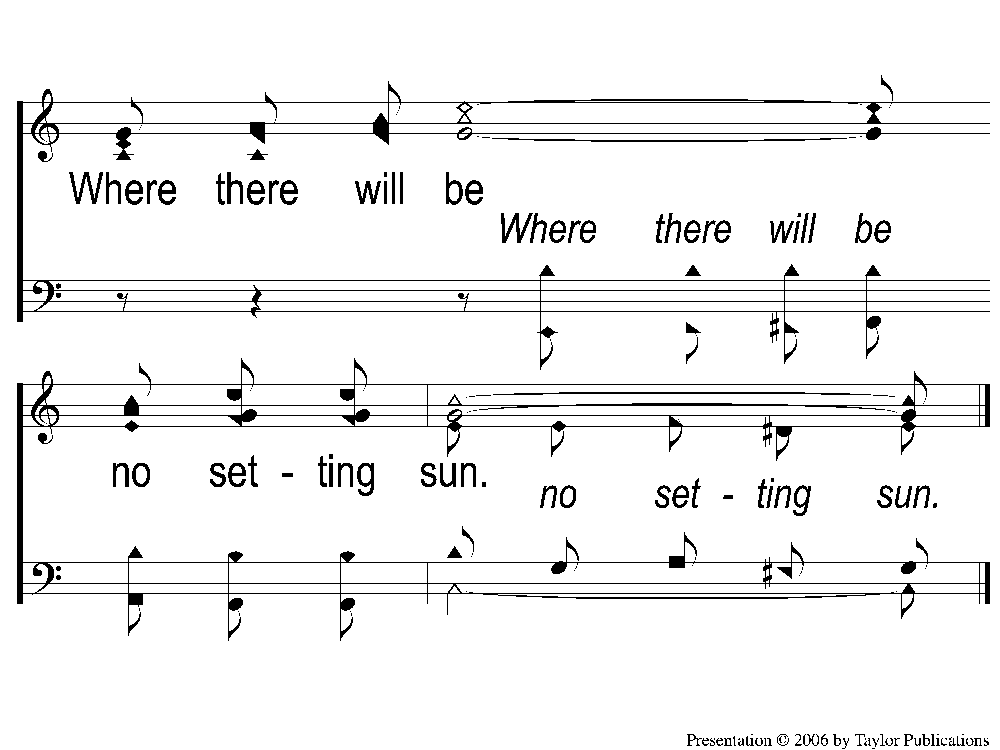 Where there will be
Where there will be
no set - ting sun.
no set - ting sun.
Presentation © 2006 by Taylor Publications